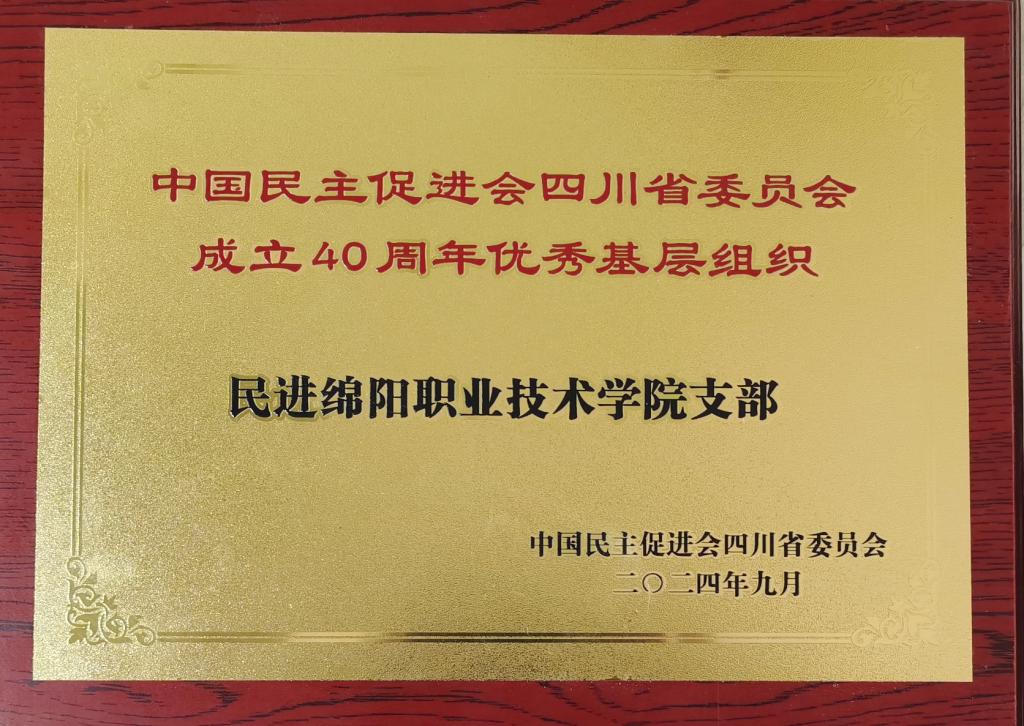 中国民主促进会四川省委员会
成立40周年优秀基层组织
民进绵阳职业技术学院支部
中国民主促进会四川省委员会
二〇二四年九月